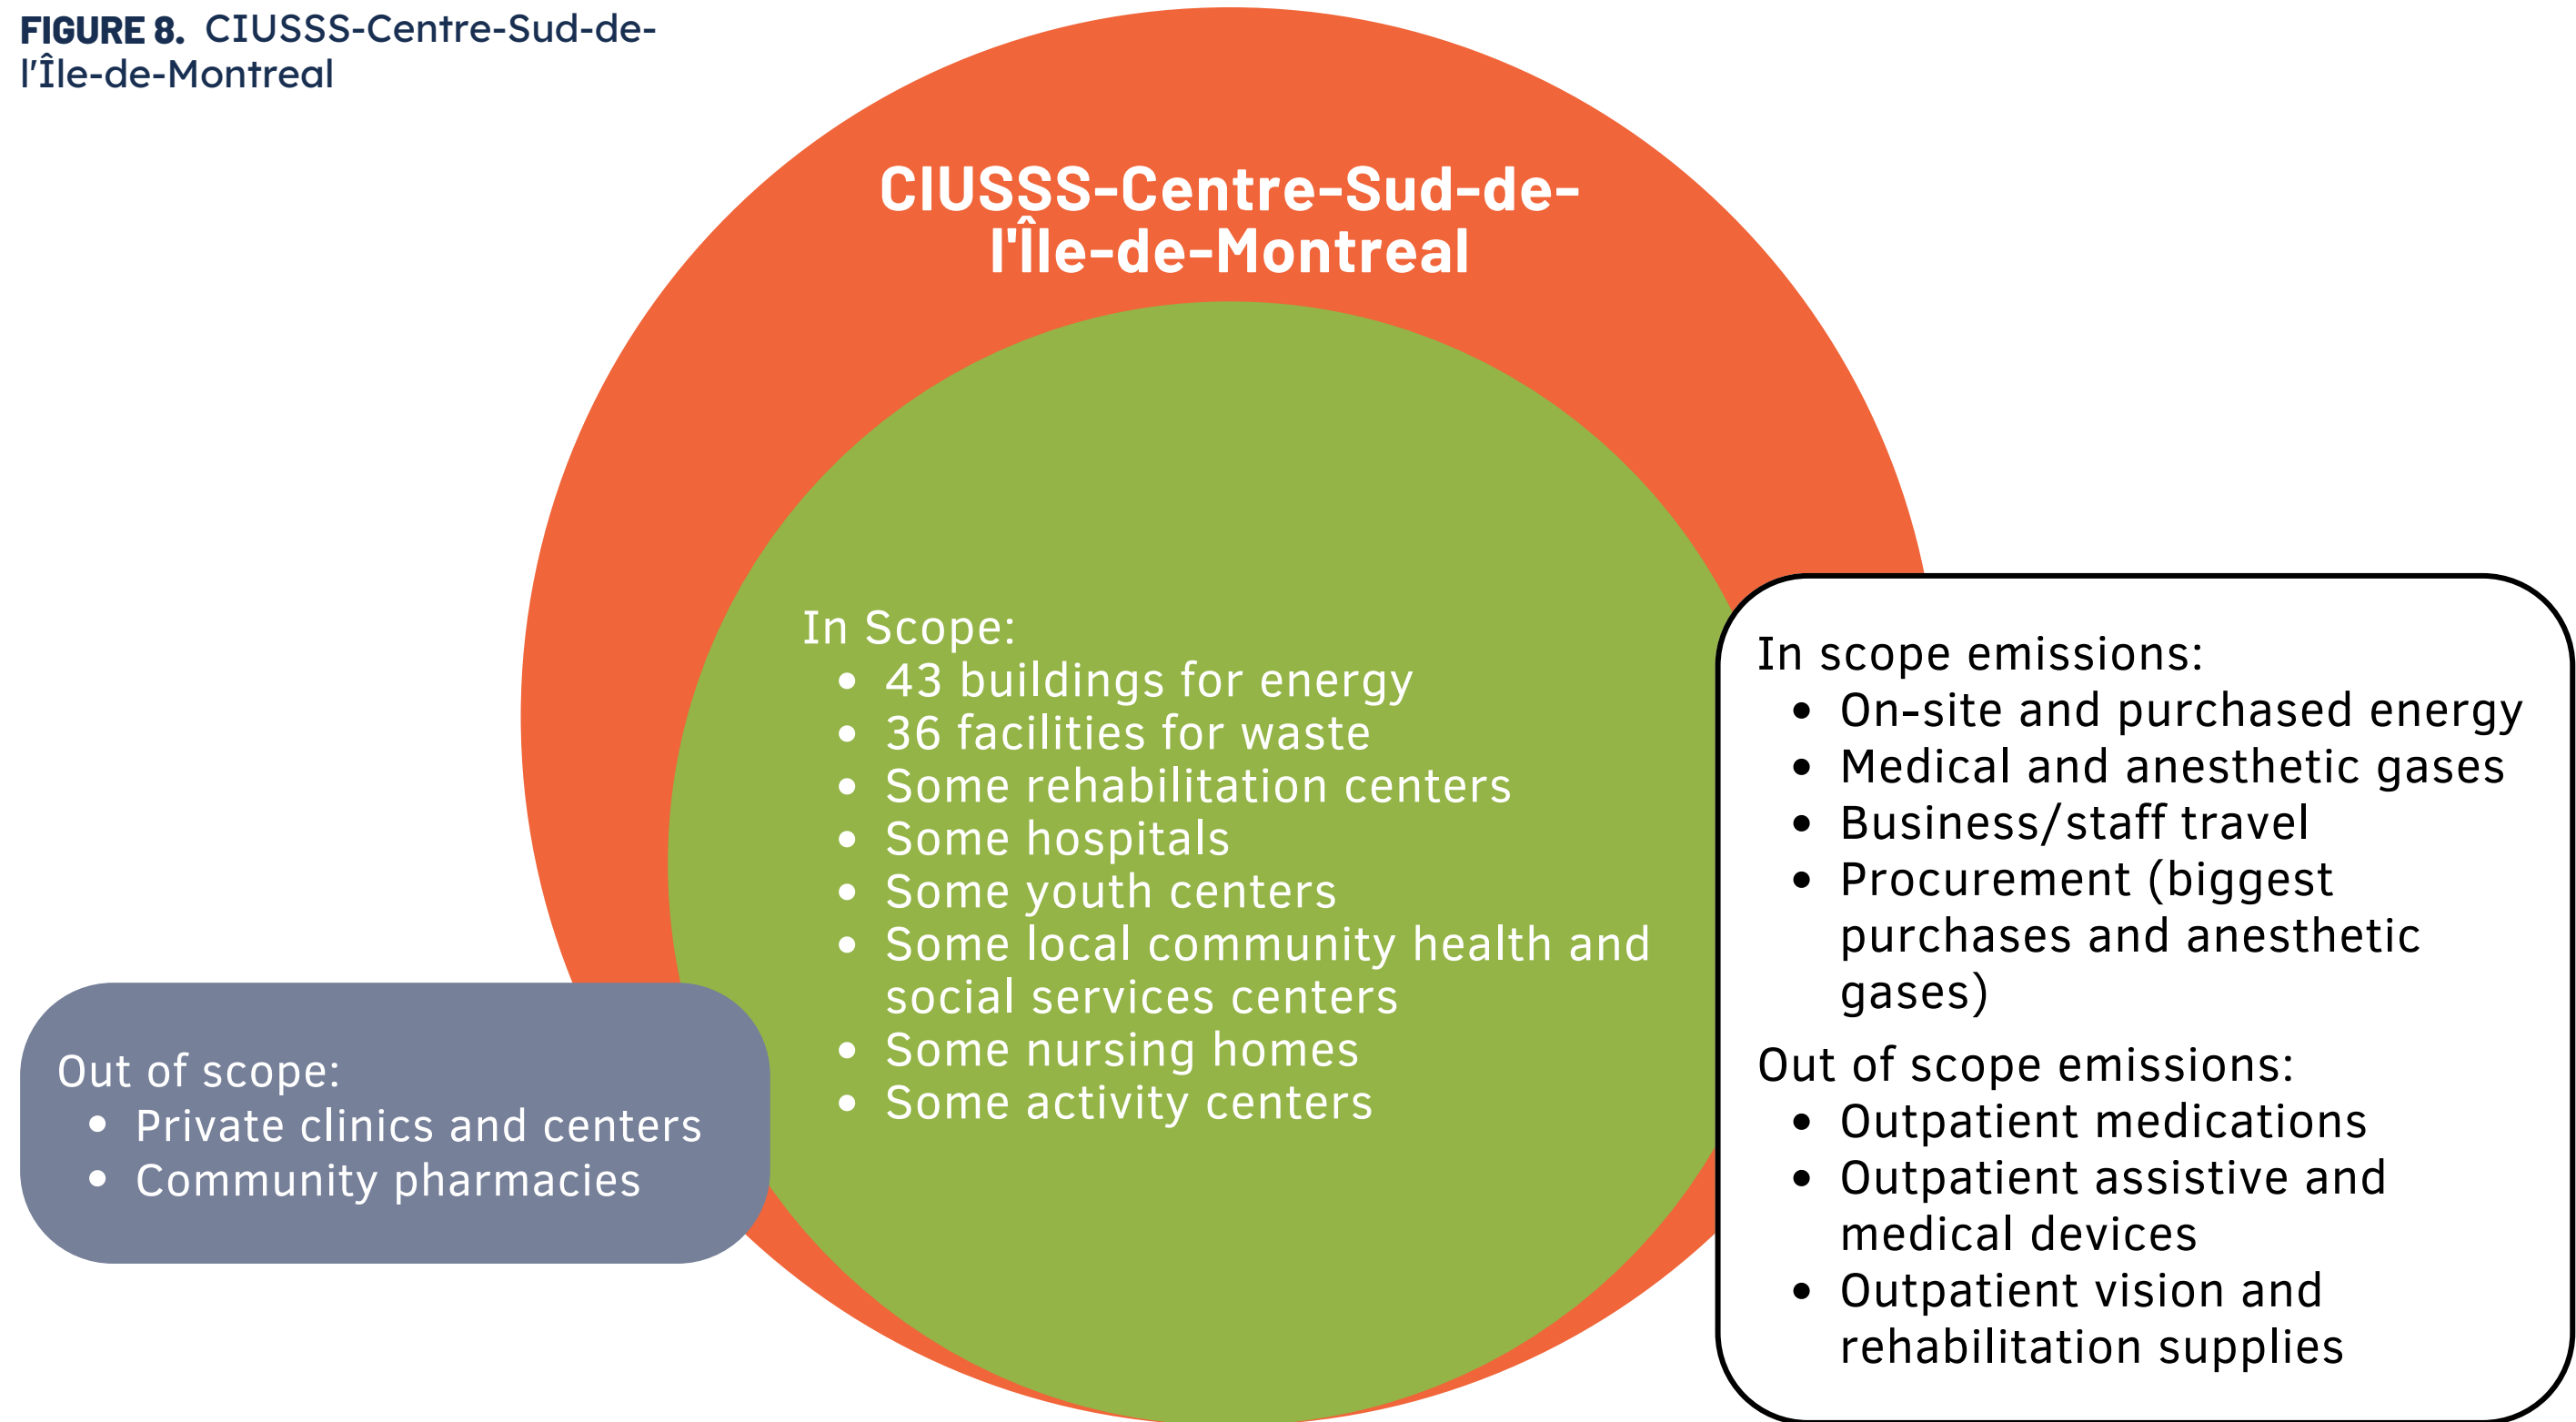 FIGURE 8. CIUSSS-Centre-Sud-de-
l'Île-de-Montreal
CIUSSS-Centre-Sud-de-
l'Île-de-Montreal
In Scope:
• 43 buildings for energy
• 36 facilities for waste
• Some rehabilitation centers
• Some hospitals
• Some youth centers
• Some local community health and
social services centers
• Some nursing homes
• Some activity centers
Out of scope:
• Private clinics and centers
• Community pharmacies
In scope emissions:
• On-site and purchased energy
• Medical and anesthetic gases
• Business/staff travel
• Procurement (biggest
purchases and anesthetic
gases)
Out of scope emissions:
• Outpatient medications
• Outpatient assistive and
medical devices
• Outpatient vision and
rehabilitation supplies